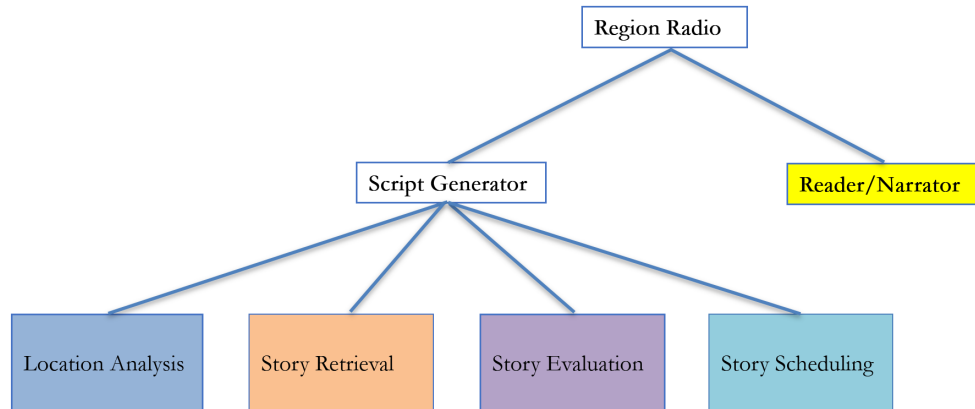 Region Radio
Script Generator
Reader/Narrator
Location Analysis
Story Retrieval
Story Evaluation
Story Scheduling